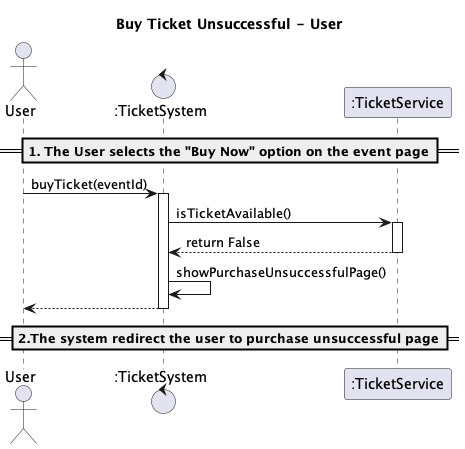 Buy Ticket Unsuccessful - User
User
:TicketSystem
:TicketService
1. The User selects the "Buy Now" option on the event page
buyTicket(eventId)
isTicketAvailable()
return False
showPurchaseUnsuccessfulPage()
2.The system redirect the user to purchase unsuccessful page
User
:TicketSystem
:TicketService